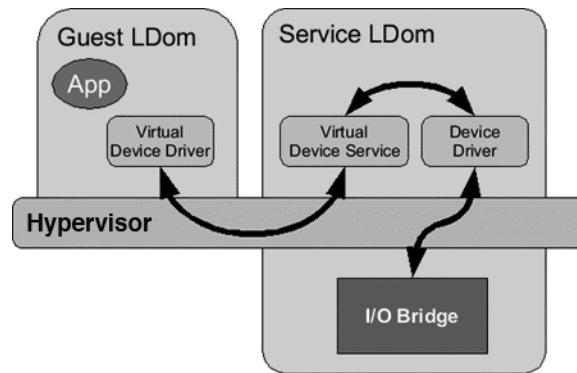 Guest LDom
Service LDom
App
Virtual
Device Driver
Virtual
Device Service
Device
Driver
Hypervisor
I/O Bridge